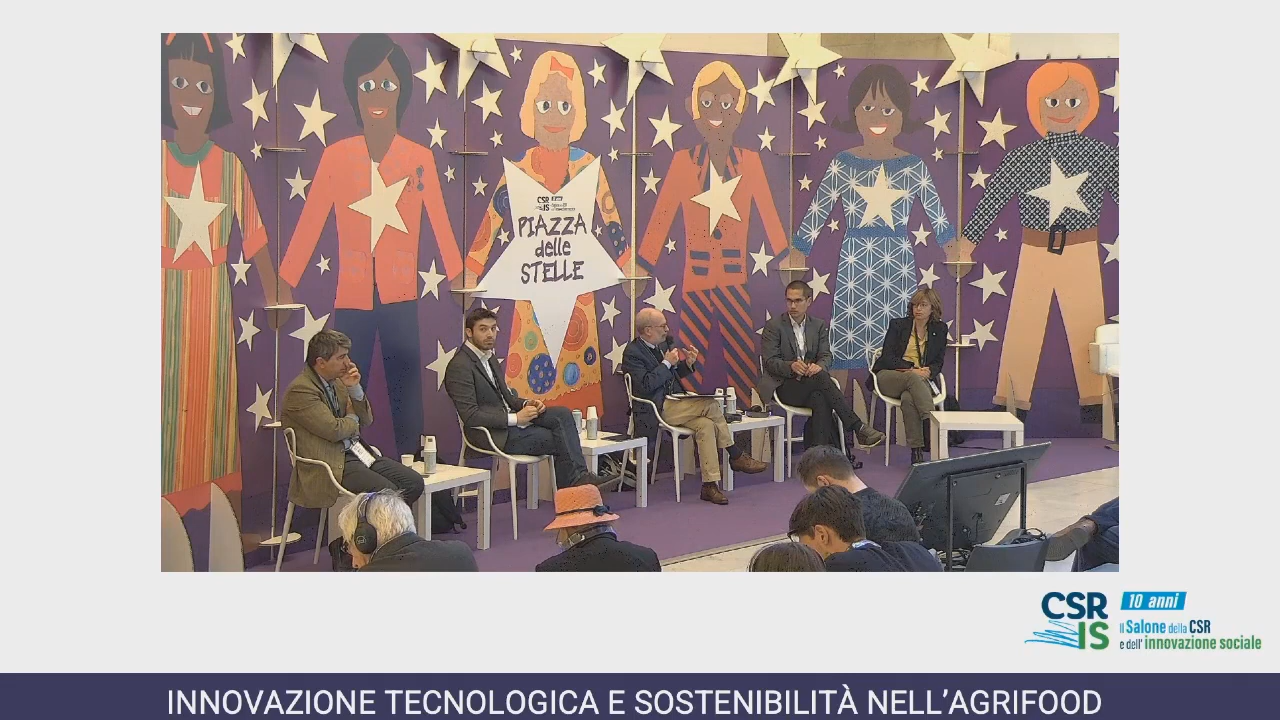 CSR
IS
PIAZZA
delle
STELLE
CSR
IS
10 anni
Il Salone della CSR
e dell'innovazione sociale
INNOVAZIONE TECNOLOGICA E SOSTENIBILITÀ NELL'AGRIFOOD